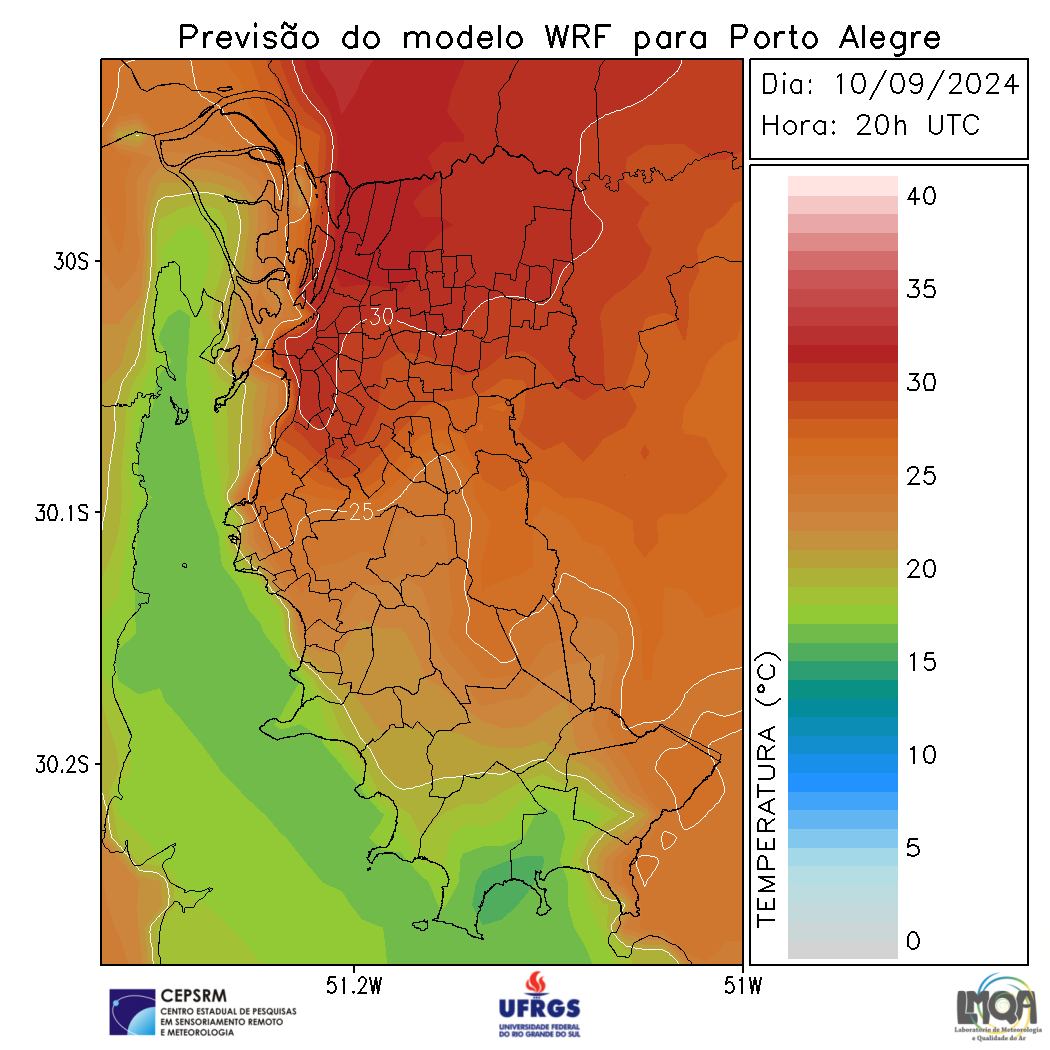 Previsão do modelo WRF para Porto Alegre
Dia: 10/09/2024
Hora: 20h UTC
30S
30.1S
30.2S
51.2W
51W
30
25
TEMPERATURA (°C)
40
35
30
25
20
15
10
5
0
CEPSRM
CENTRO ESTADUAL DE PESQUISAS
EM SENSORIAMENTO REMOTO
E METEOROLOGIA
UFRGS
UNIVERSIDADE FEDERAL
DO RIO GRANDE DO SUL
LMQA
Laboratório de Meteorologia
e Qualidade do Ar